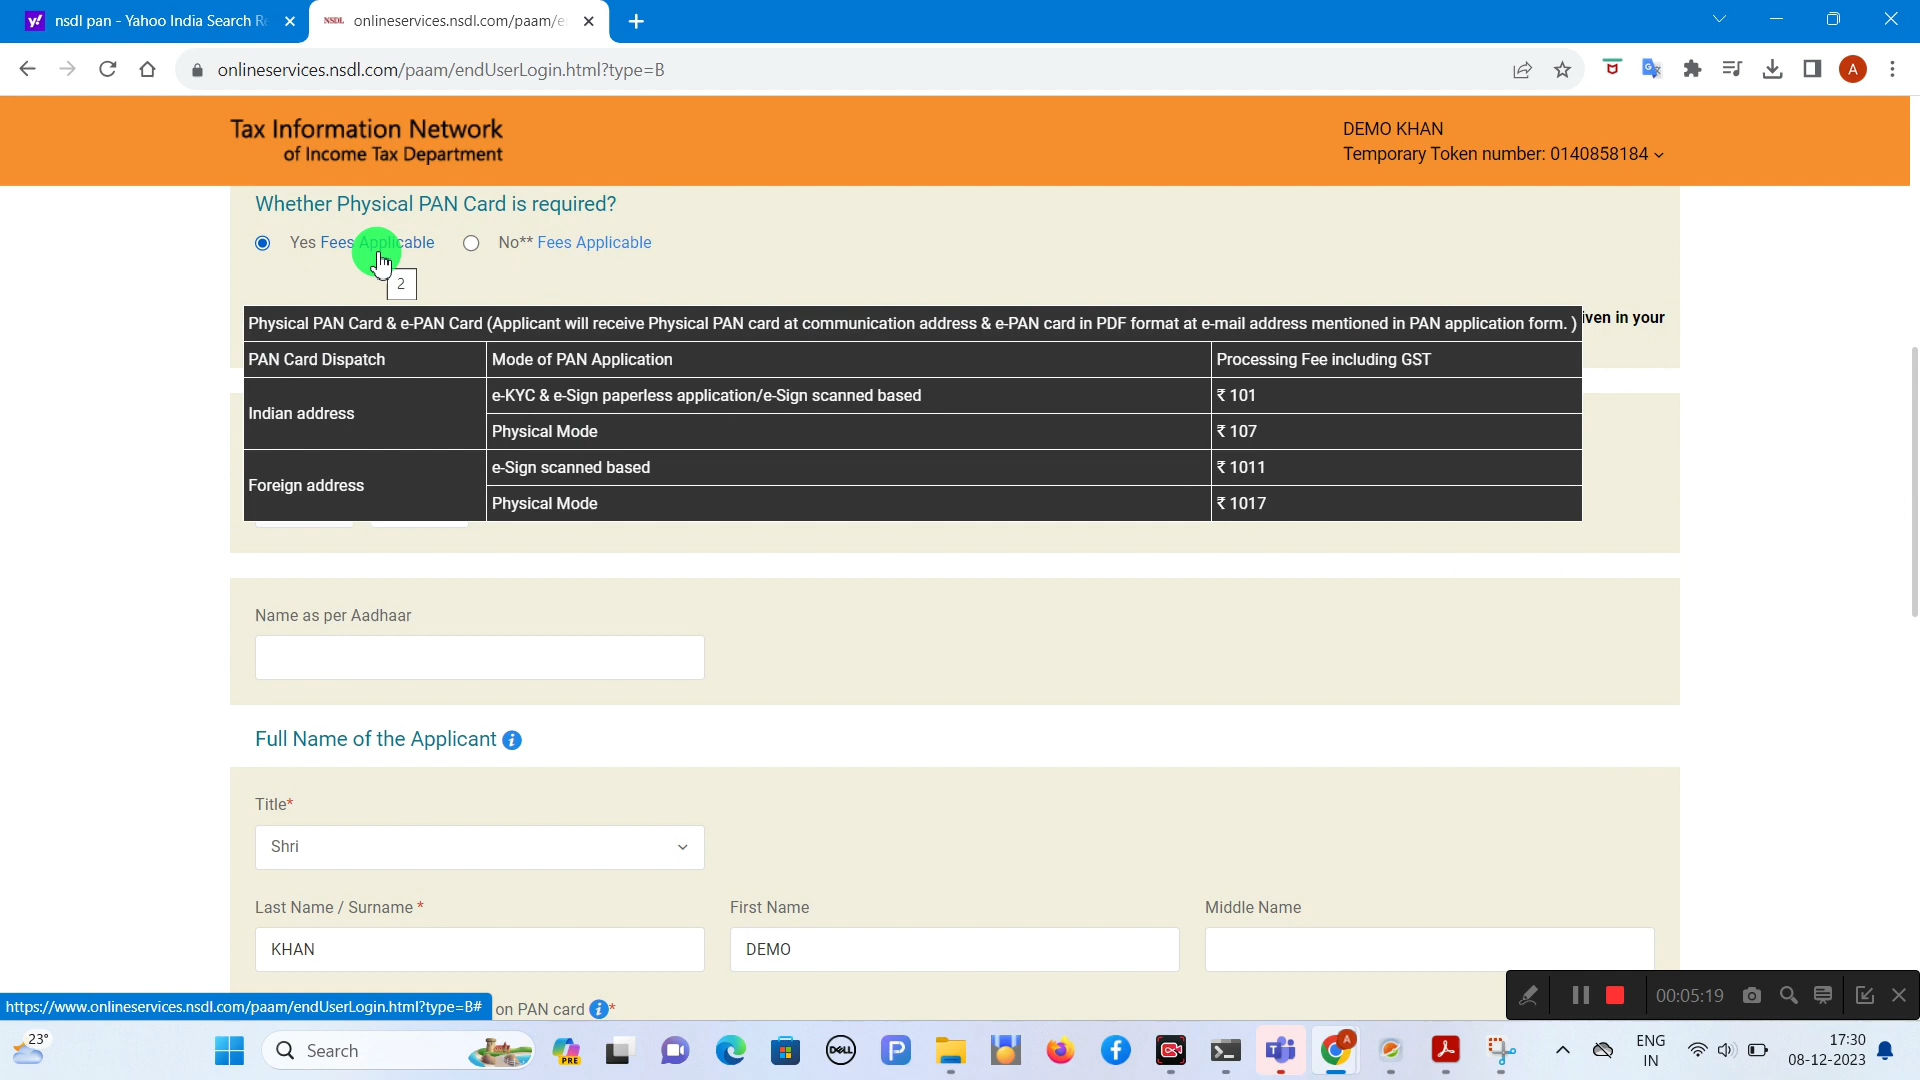 nsdl pan - Yahoo India Search Re
NSDL onlineservices.nsdl.com/paam/e
onlineservices.nsdl.com/paam/endUserLogin.html?type=B
A
Tax Information Network
of Income Tax Department
DEMO KHAN
Temporary Token number: 0140858184
Whether Physical PAN Card is required?
Yes Fees Applicable No** Fees Applicable
2
iven in your
Physical PAN Card & e-PAN Card (Applicant will receive Physical PAN card at communication address & e-PAN card in PDF format at e-mail address mentioned in PAN application form. )
PAN Card Dispatch Mode of PAN Application Processing Fee including GST
Indian address
e-KYC & e-Sign paperless application/e-Sign scanned based ₹ 101
Physical Mode ₹ 107
Foreign address
e-Sign scanned based ₹ 1011
Physical Mode ₹ 1017
Name as per Aadhaar
Full Name of the Applicant
Title*
Shri
Last Name / Surname * First Name Middle Name
KHAN DEMO
https://www.onlineservices.nsdl.com/paam/endUserLogin.html?type=B# on PAN card *
00:05:19
23°
Search
PRE
DELL
P
A
ENG
IN
17:30
08-12-2023